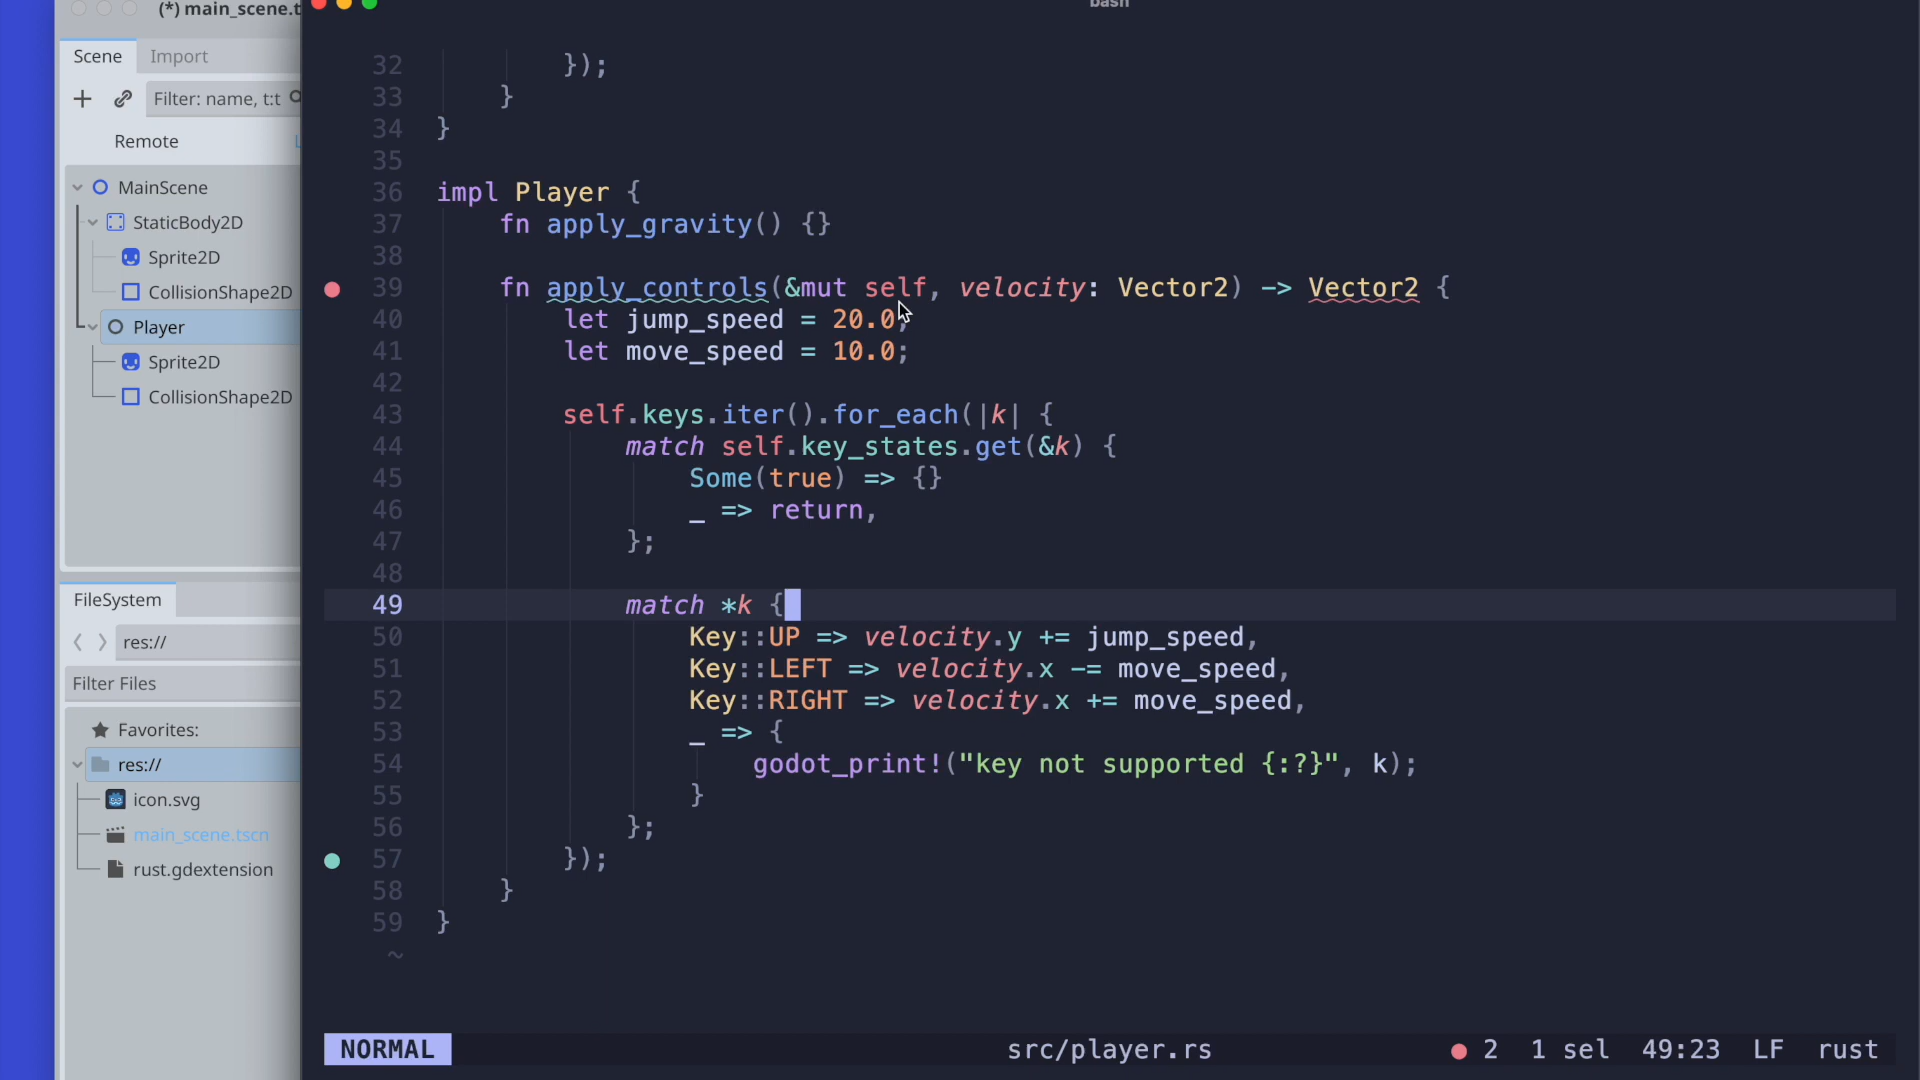 (*) main_scene.t
Scene
Import
Filter: name, t:t
Remote
MainScene
StaticBody2D
Sprite2D
CollisionShape2D
Player
Sprite2D
CollisionShape2D
FileSystem
res://
Filter Files
Favorites:
res://
icon.svg
main_scene.tscn
rust.gdextension
bash
32 });
33 }
34 }
35
36 impl Player {
37 fn apply_gravity() {}
38
39 fn apply_controls(&mut self, velocity: Vector2) -> Vector2 {
40 let jump_speed = 20.0;
41 let move_speed = 10.0;
42
43 self.keys.iter().for_each(|k| {
44 match self.key_states.get(&k) {
45 Some(true) => {}
46 _ => return,
47 };
48
49 match *k {
50 Key::UP => velocity.y += jump_speed,
51 Key::LEFT => velocity.x -= move_speed,
52 Key::RIGHT => velocity.x += move_speed,
53 _ => {
54 godot_print!("key not supported {:?}", k);
55 }
56 };
57 });
58 }
59 }
~
NORMAL src/player.rs 2 1 sel 49:23 LF rust